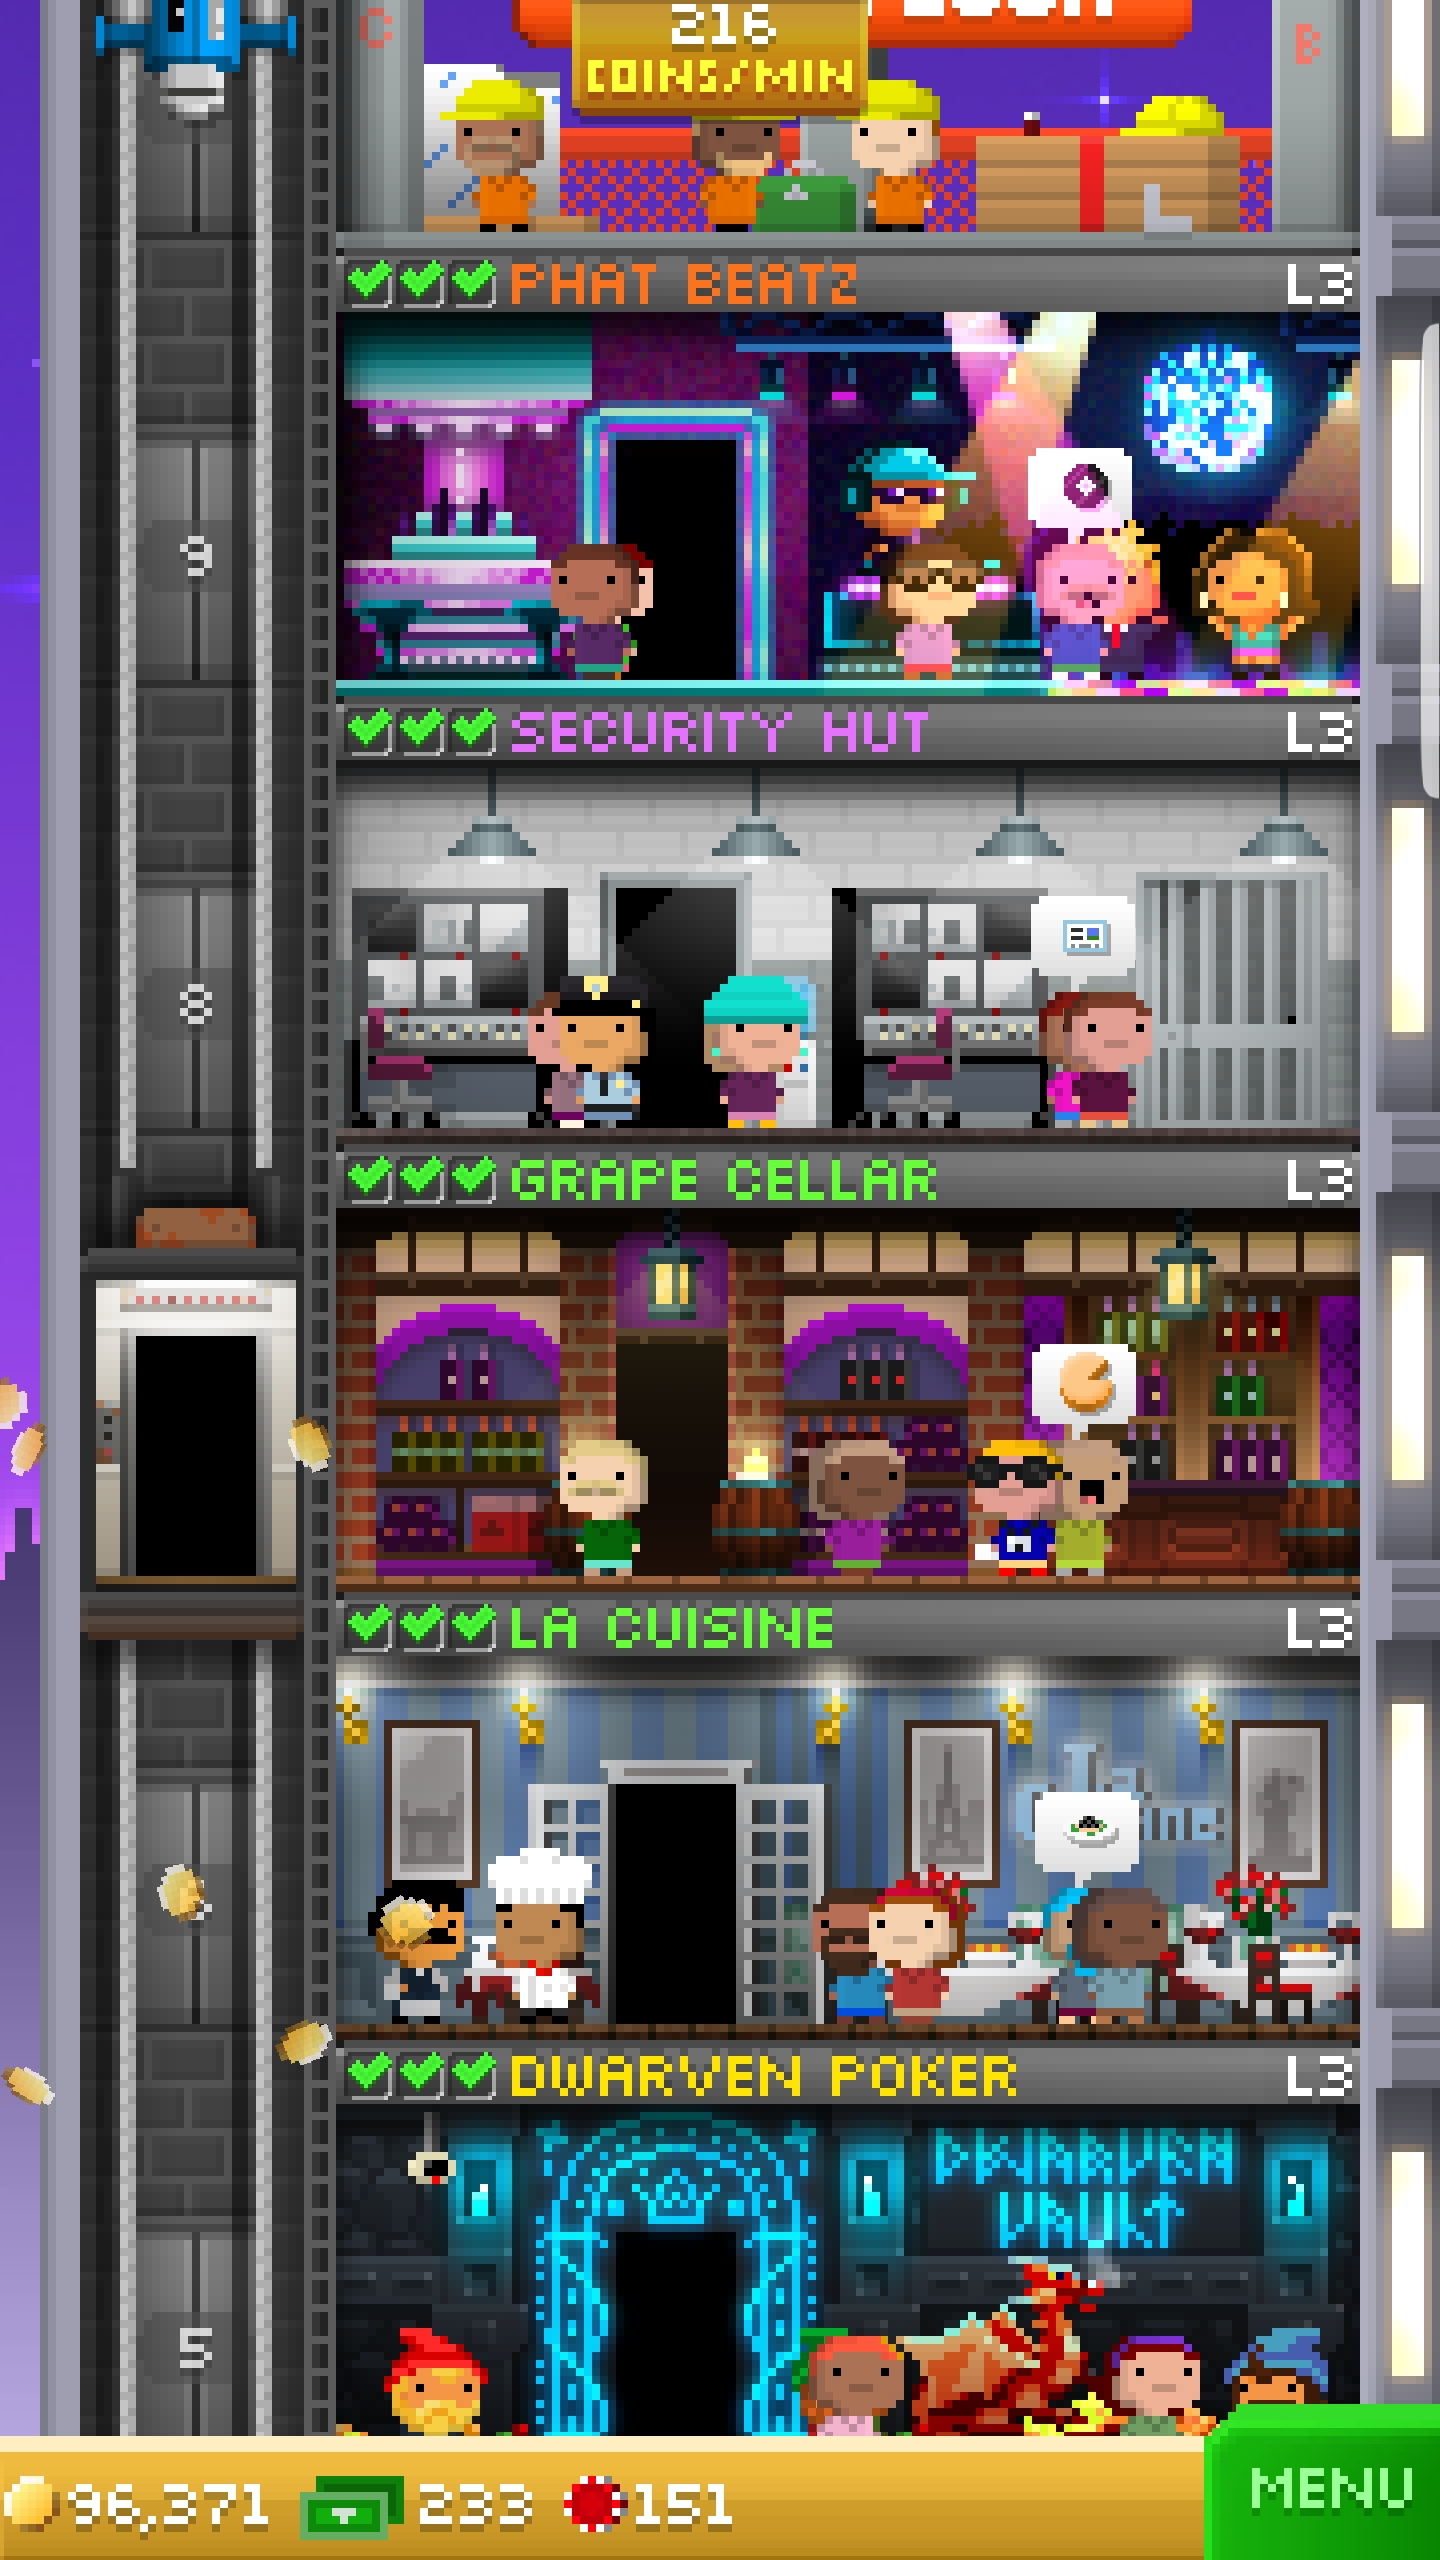 C
216
B
COINS/MIN
PHAT BEATZ L3
9
SECURITY HUT L3
8
GRAPE CELLAR L3
LA CUISINE L3
La
DWARVEN POKER L3
DWARVEN
VAULT
5
96,371 233 151
MENU